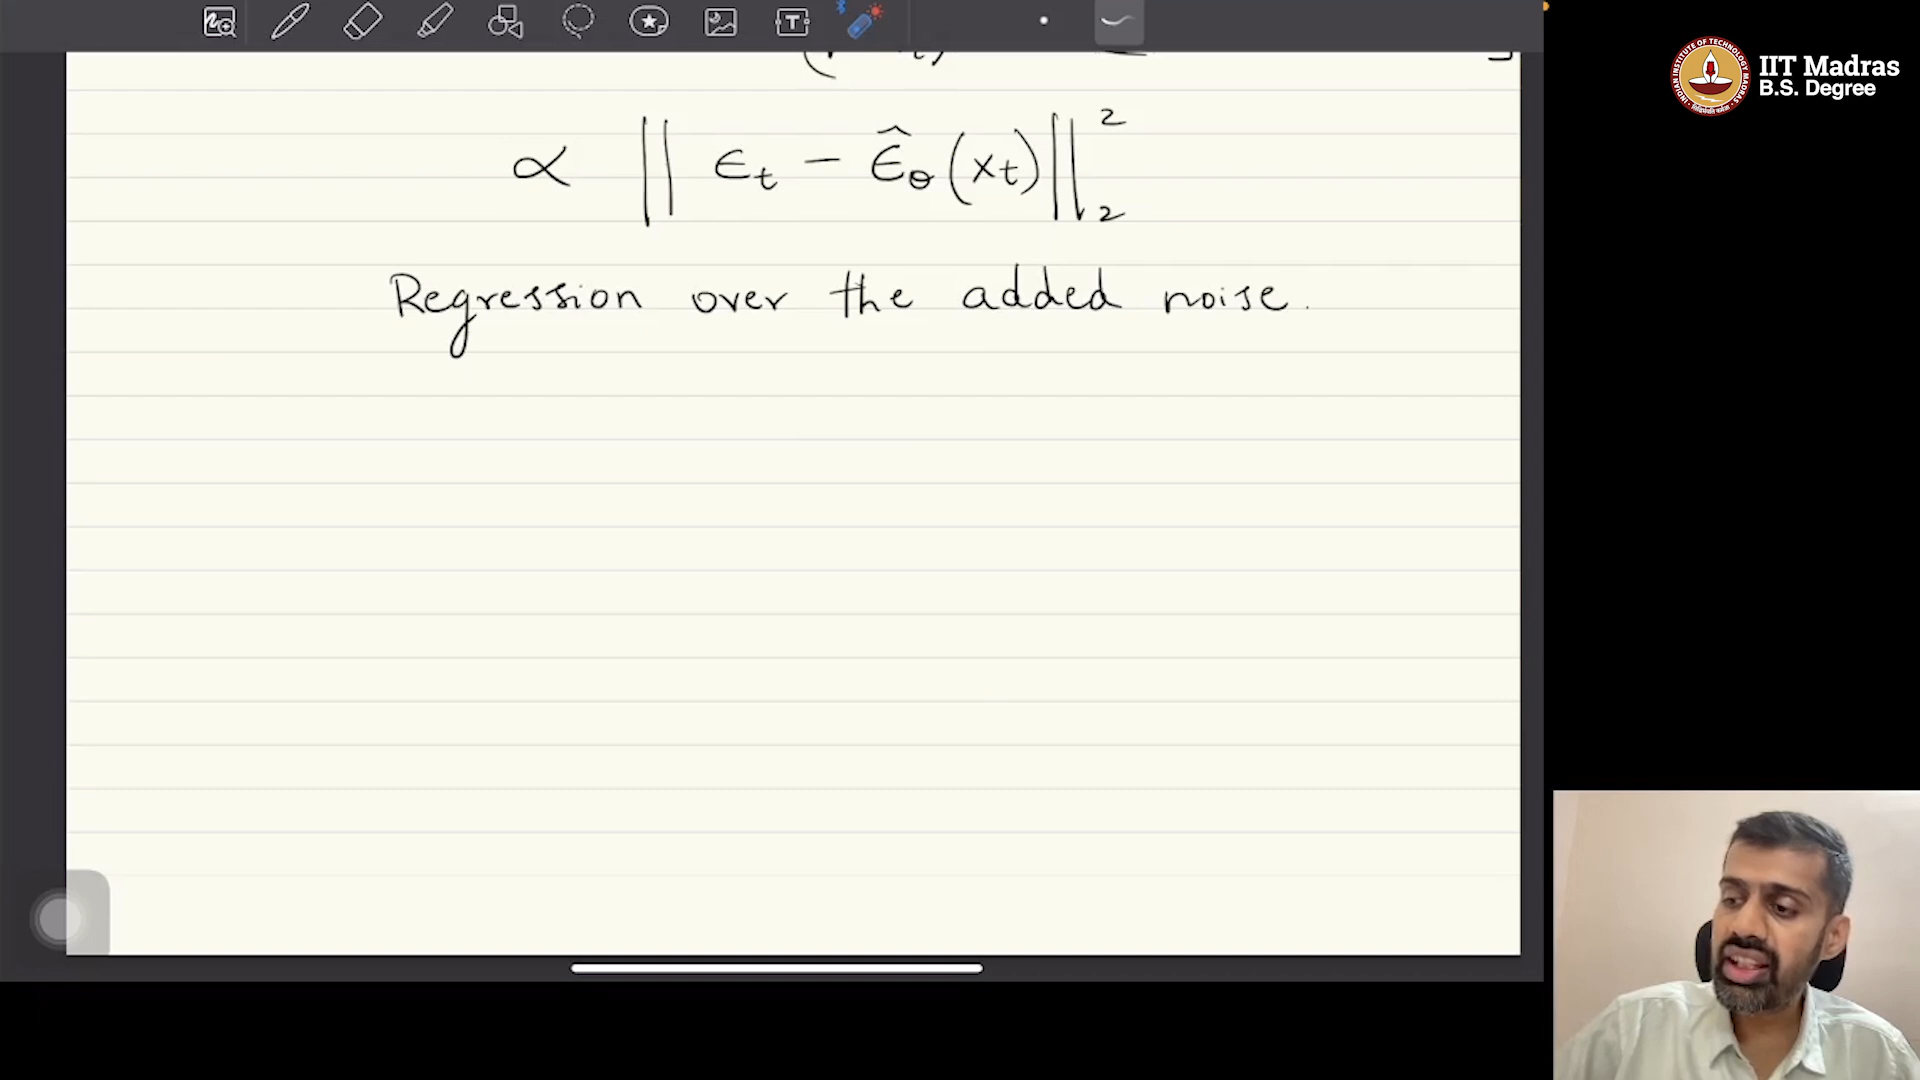 IIT Madras
B.S. Degree
∝ || ϵ_t − ϵ̂_θ(x_t) ||_2^2
Regression over the added noise.